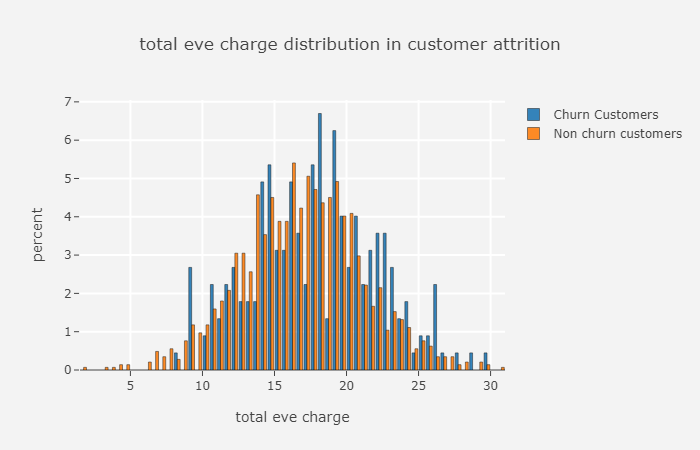 total eve charge distribution in customer attrition
Churn Customers
Non churn customers
7
6
5
4
3
2
1
0
percent
5 10 15 20 25 30
total eve charge